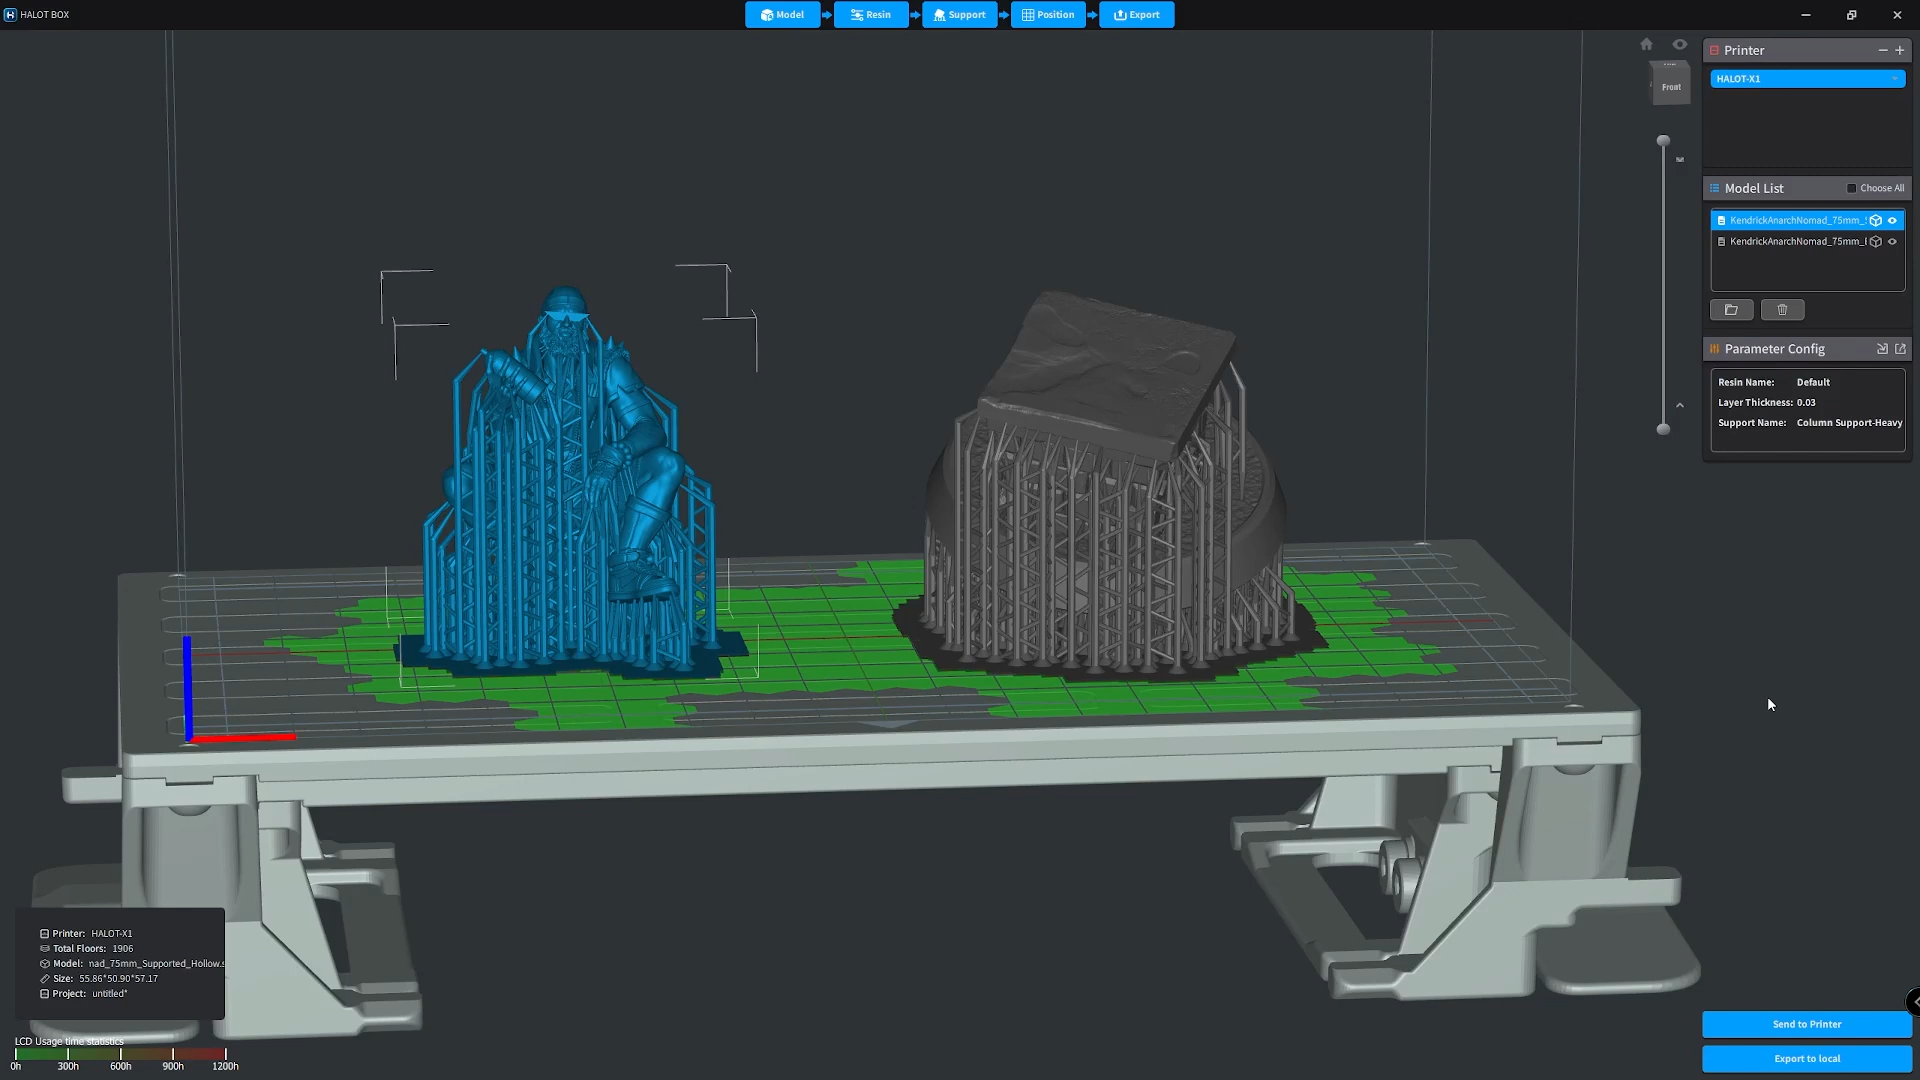 HALOT BOX
Model
Resin
Support
Position
Export
Front
Printer
HALOT-X1
Model List
Choose All
KendrickAnarchNomad_75mm_
KendrickAnarchNomad_75mm_
Parameter Config
Resin Name: Default
Layer Thickness: 0.03
Support Name: Column Support-Heavy
Printer: HALOT-X1
Total Floors: 1906
Model: nad_75mm_Supported_Hollow.s
Size: 55.86*50.90*57.17
Project: untitled*
LCD Usage time statistics
0h 300h 600h 900h 1200h
Send to Printer
Export to local